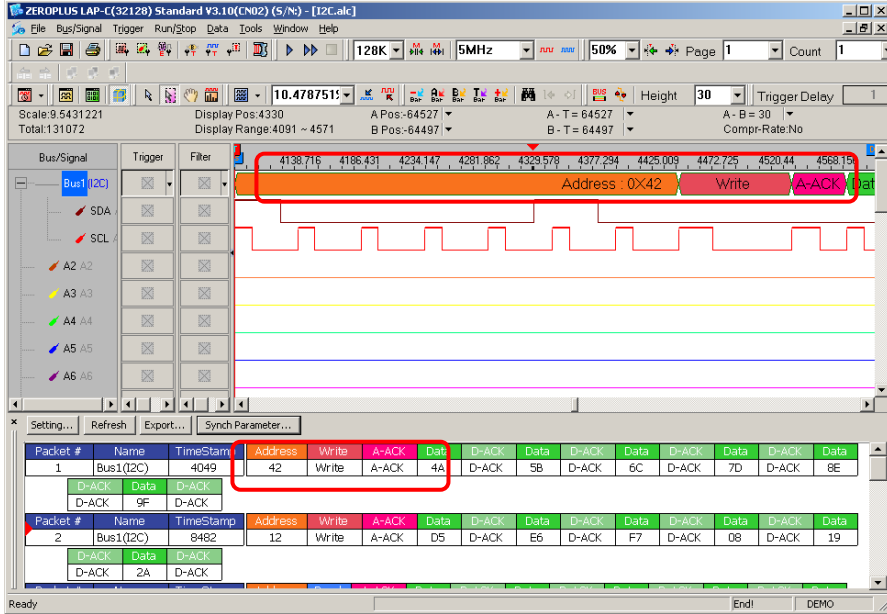 ZEROPLUS LAP-C(32128) Standard V3.10(CN02) (S/N:) - [I2C.alc]
File Bus/Signal Trigger Run/Stop Data Tools Window Help
128K 5MHz 50% Page 1 Count 1
10.478751 Bar Bar Bar Bar Bar BUS Height 30 Trigger Delay 1
Scale:9.5431221 Display Pos:4330 A Pos:-64527 A - T = 64527 A - B = 30
Total:131072 Display Range:4091 ~ 4571 B Pos:-64497 B - T = 64497 Compr-Rate:No
Bus/Signal Trigger Filter 4138.716 4186.431 4234.147 4281.862 4329.578 4377.294 4425.009 4472.725 4520.44 4568.156
Bus1 (I2C) Address : 0X42 Write A-ACK Dat
SDA
SCL
A2 A2
A3 A3
A4 A4
A5 A5
A6 A6
Setting... Refresh Export... Synch Parameter...
Packet # Name TimeStamp Address Write A-ACK Data D-ACK Data D-ACK Data D-ACK Data D-ACK Data
1 Bus1(I2C) 4049 42 Write A-ACK 4A D-ACK 5B D-ACK 6C D-ACK 7D D-ACK 8E
D-ACK Data D-ACK
D-ACK 9F D-ACK
Packet # Name TimeStamp Address Write A-ACK Data D-ACK Data D-ACK Data D-ACK Data D-ACK Data
2 Bus1(I2C) 8482 12 Write A-ACK D5 D-ACK E6 D-ACK F7 D-ACK 08 D-ACK 19
D-ACK Data D-ACK
D-ACK 2A D-ACK
Ready End! DEMO